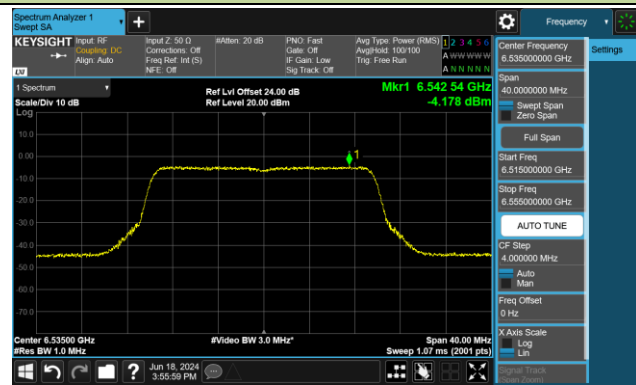 Spectrum Analyzer 1
Swept SA
Frequency
KEYSIGHT
Input: RF
Coupling: DC
Align: Auto
Input Z: 50 Ω
Corrections: Off
Freq Ref: Int (S)
NFE: Off
#Atten: 20 dB
PNO: Fast
Gate: Off
IF Gain: Low
Sig Track: Off
Avg Type: Power (RMS)
Avg|Hold: 100/100
Trig: Free Run
1 2 3 4 5 6
A W W W W W
A N N N N N
LXI
1 Spectrum
Scale/Div 10 dB
Log
Ref Lvl Offset 24.00 dB
Ref Level 20.00 dBm
Mkr1 6.542 54 GHz
-4.178 dBm
1
10.0
0.00
-10.0
-20.0
-30.0
-40.0
-50.0
-60.0
-70.0
Center 6.53500 GHz
#Res BW 1.0 MHz
#Video BW 3.0 MHz*
Span 40.00 MHz
Sweep 1.07 ms (2001 pts)
Jun 18, 2024
3:55:59 PM
Center Frequency
6.535000000 GHz
Settings
Span
40.0000000 MHz
Swept Span
Zero Span
Full Span
Start Freq
6.515000000 GHz
Stop Freq
6.555000000 GHz
AUTO TUNE
CF Step
4.000000 MHz
Auto
Man
Freq Offset
0 Hz
X Axis Scale
Log
Lin
Signal Track
(Span Zoom)